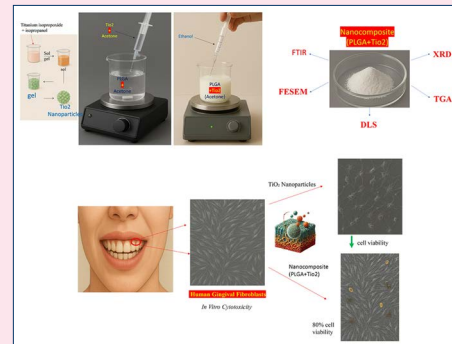 Titanium isopropoxide
+ isopropanol
Sol
gel
sol
gel
Tio2
Nanoparticles
Tio2
+
Acetone
PLGA
+
Acetone
Ethanol
PLGA
+Tio2
(Acetone)
Nanocomposite
(PLGA+Tio2)
FTIR
XRD
FESEM
TGA
DLS
TiO₂ Nanoparticles
cell viability
Nanocomposite
(PLGA+Tio2)
Human Gingival Fibroblasts
In Vitro Cytotoxicity
80% cell
viability